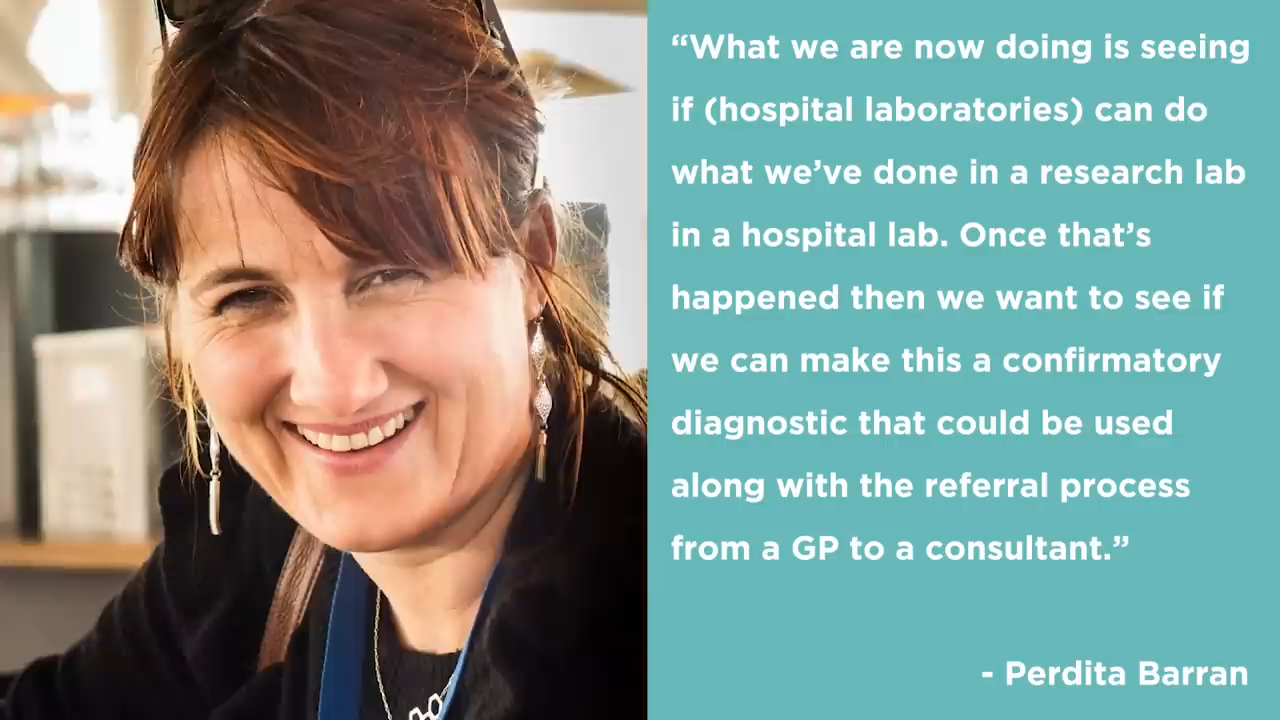 “What we are now doing is seeing
if (hospital laboratories) can do
what we’ve done in a research lab
in a hospital lab. Once that’s
happened then we want to see if
we can make this a confirmatory
diagnostic that could be used
along with the referral process
from a GP to a consultant.”
- Perdita Barran